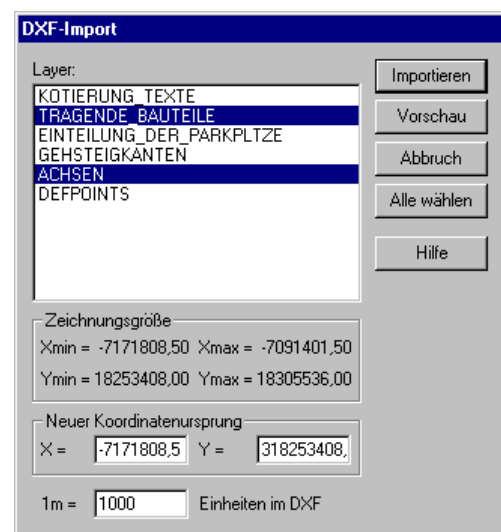 DXF-Import
Layer:
KOTIERUNG_TEXTE
TRAGENDE_BAUTEILE
EINTEILUNG_DER_PARKPLTZE
GEHSTEIGKANTEN
ACHSEN
DEFPOINTS
Importieren
Vorschau
Abbruch
Alle wählen
Hilfe
Zeichnungsgröße
Xmin = -7171808,50 Xmax = -7091401,50
Ymin = 18253408,00 Ymax = 18305536,00
Neuer Koordinatenursprung
X = -7171808,5 Y = 318253408,
1m = 1000 Einheiten im DXF